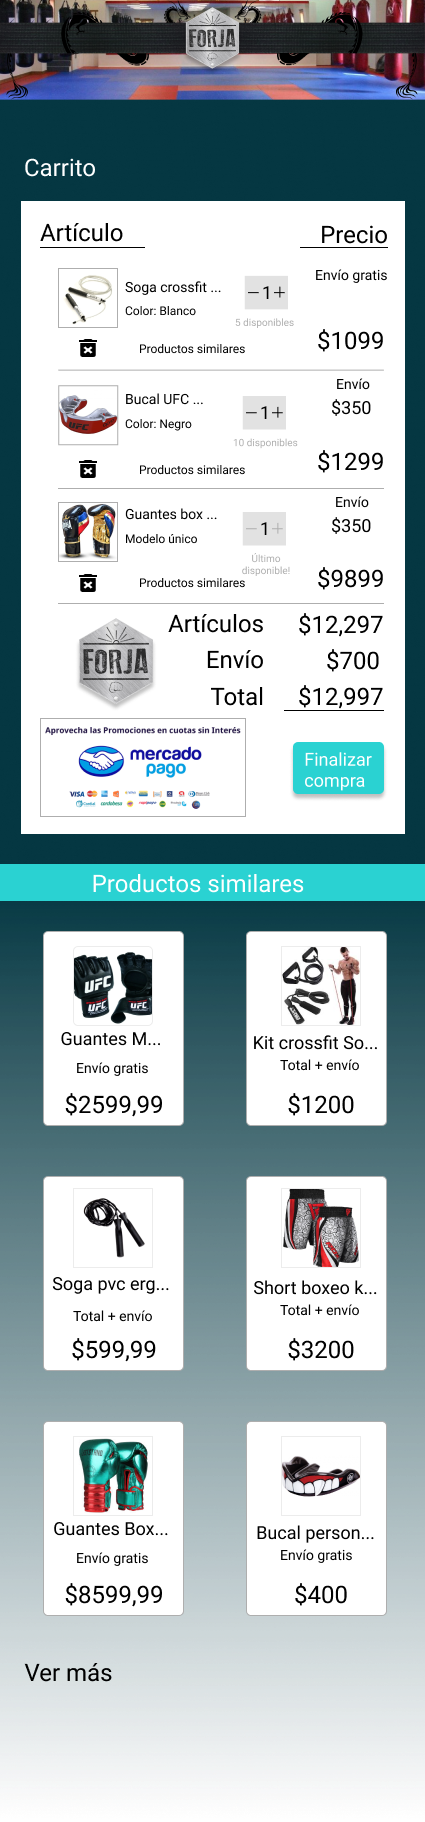 FORJA
Carrito
Artículo
Precio
Soga crossfit ...
Envío gratis
Color: Blanco
1
5 disponibles
Productos similares
$1099
Bucal UFC ...
Envío
Color: Negro
1
$350
10 disponibles
Productos similares
$1299
UFC
Guantes box ...
Envío
Modelo único
1
$350
Último
disponible!
Productos similares
$9899
Artículos $12,297
Envío $700
Total $12,997
FORJA
Aprovecha las Promociones en cuotas sin Interés
mercado
pago
VISA
Finalizar
compra
Productos similares
UFC
UFC
UFC
Guantes M...
Envío gratis
$2599,99
Kit crossfit So...
Total + envío
$1200
Soga pvc erg...
Total + envío
$599,99
Short boxeo k...
Total + envío
$3200
Guantes Box...
Envío gratis
$8599,99
Bucal person...
Envío gratis
$400
Ver más